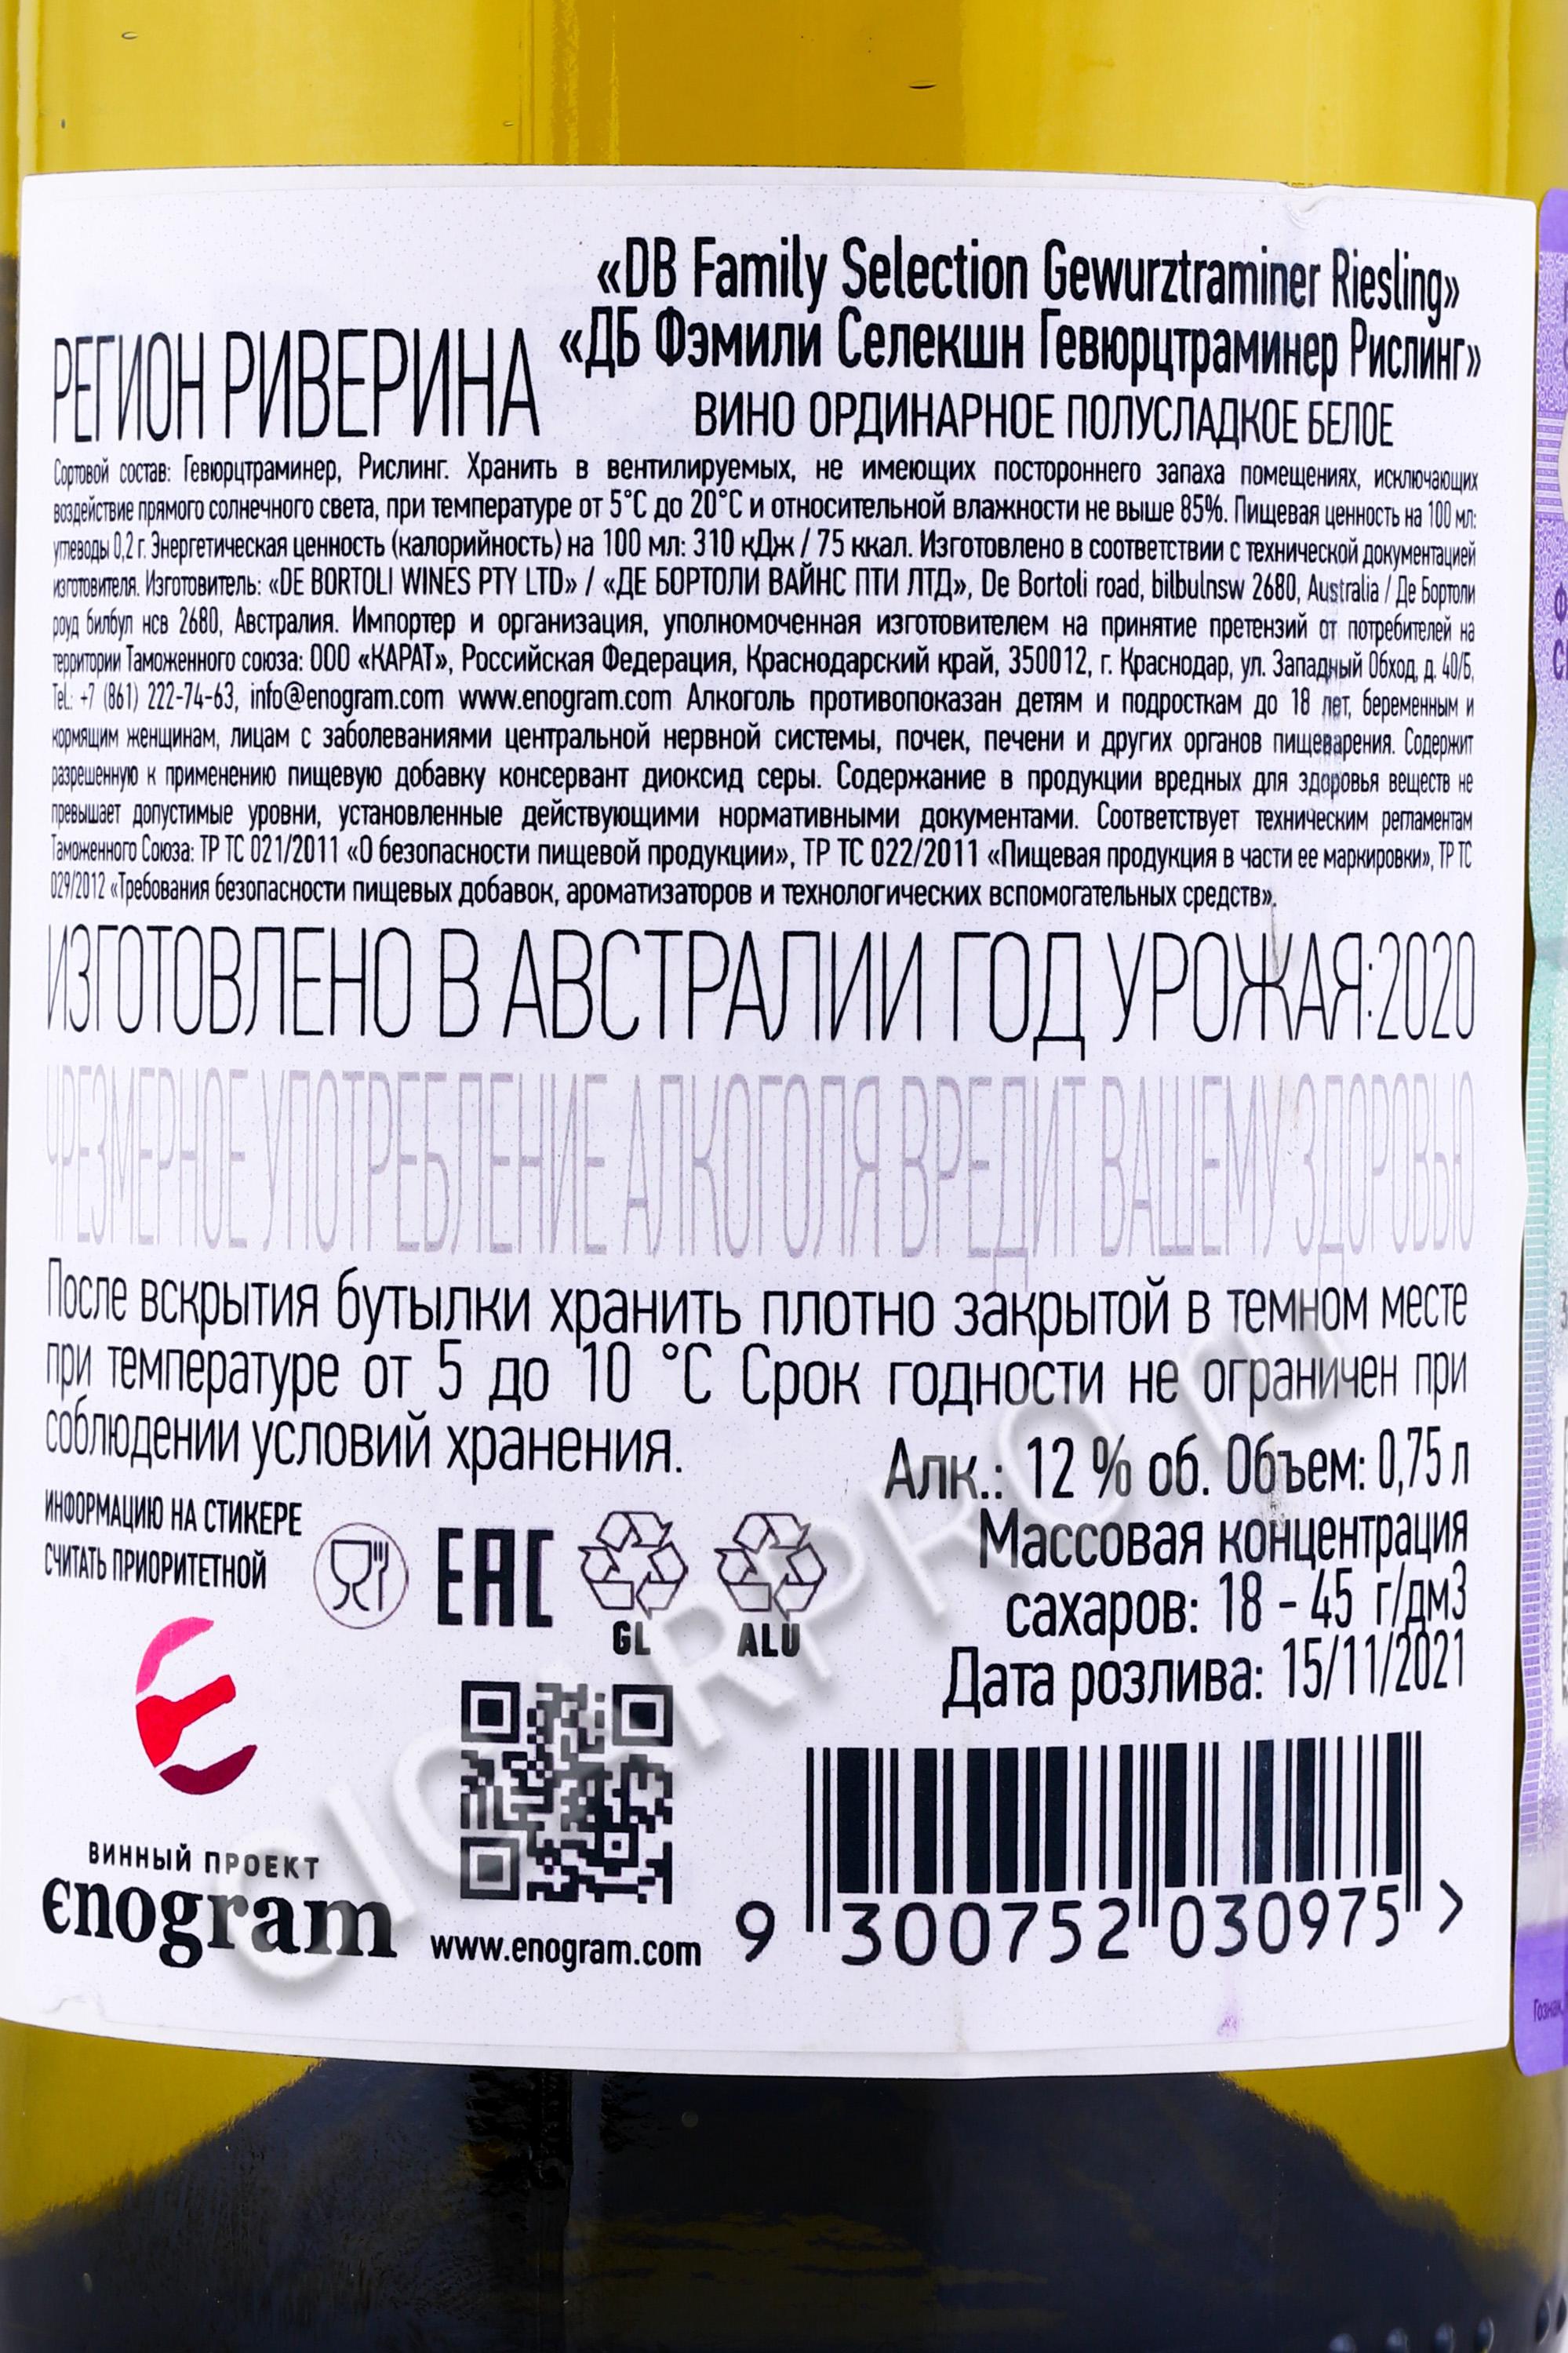 «DB Family Selection Gewurztraminer Riesling»
РЕГИОН РИВЕРИНА «ДБ Фэмили Селекшн Гевюрцтраминер Рислинг»
ВИНО ОРДИНАРНОЕ ПОЛУСЛАДКОЕ БЕЛОЕ
Сортовой состав: Гевюрцтраминер, Рислинг. Хранить в вентилируемых, не имеющих постороннего запаха помещениях, исключающих
воздействие прямого солнечного света, при температуре от 5°С до 20°С и относительной влажности не выше 85%. Пищевая ценность на 100 мл:
углеводы 0,2 г. Энергетическая ценность (калорийность) на 100 мл: 310 кДж / 75 ккал. Изготовлено в соответствии с технической документацией
изготовителя. Изготовитель: «DE BORTOLI WINES PTY LTD» / «ДЕ БОРТОЛИ ВАЙНС ПТИ ЛТД», De Bortoli road, bilbulnsw 2680, Australia / Де Бортоли
роуд билбул нсв 2680, Австралия. Импортер и организация, уполномоченная изготовителем на принятие претензий от потребителей на
территории Таможенного союза: ООО «КАРАТ», Российская Федерация, Краснодарский край, 350012, г. Краснодар, ул. Западный Обход, д. 40/Б,
Tel.: +7 (861) 222-74-63, info@enogram.com www.enogram.com Алкоголь противопоказан детям и подросткам до 18 лет, беременным и
кормящим женщинам, лицам с заболеваниями центральной нервной системы, почек, печени и других органов пищеварения. Содержит
разрешенную к применению пищевую добавку консервант диоксид серы. Содержание в продукции вредных для здоровья веществ не
превышает допустимые уровни, установленные действующими нормативными документами. Соответствует техническим регламентам
Таможенного Союза: ТР ТС 021/2011 «О безопасности пищевой продукции», ТР ТС 022/2011 «Пищевая продукция в части ее маркировки», ТР ТС
029/2012 «Требования безопасности пищевых добавок, ароматизаторов и технологических вспомогательных средств».
ИЗГОТОВЛЕНО В АВСТРАЛИИ ГОД УРОЖАЯ:2020
ЧРЕЗМЕРНОЕ УПОТРЕБЛЕНИЕ АЛКОГОЛЯ ВРЕДИТ ВАШЕМУ ЗДОРОВЬЮ
После вскрытия бутылки хранить плотно закрытой в темном месте
при температуре от 5 до 10 °С Срок годности не ограничен при
соблюдении условий хранения.
Алк.: 12 % об. Объем: 0,75 л
Массовая концентрация
сахаров: 18 - 45 г/дм3
Дата розлива: 15/11/2021
ИНФОРМАЦИЮ НА СТИКЕРЕ
СЧИТАТЬ ПРИОРИТЕТНОЙ
EAC
GL
ALU
ВИННЫЙ ПРОЕКТ
enogram
www.enogram.com
9 300752 030975 >
CIGARPRO.ru